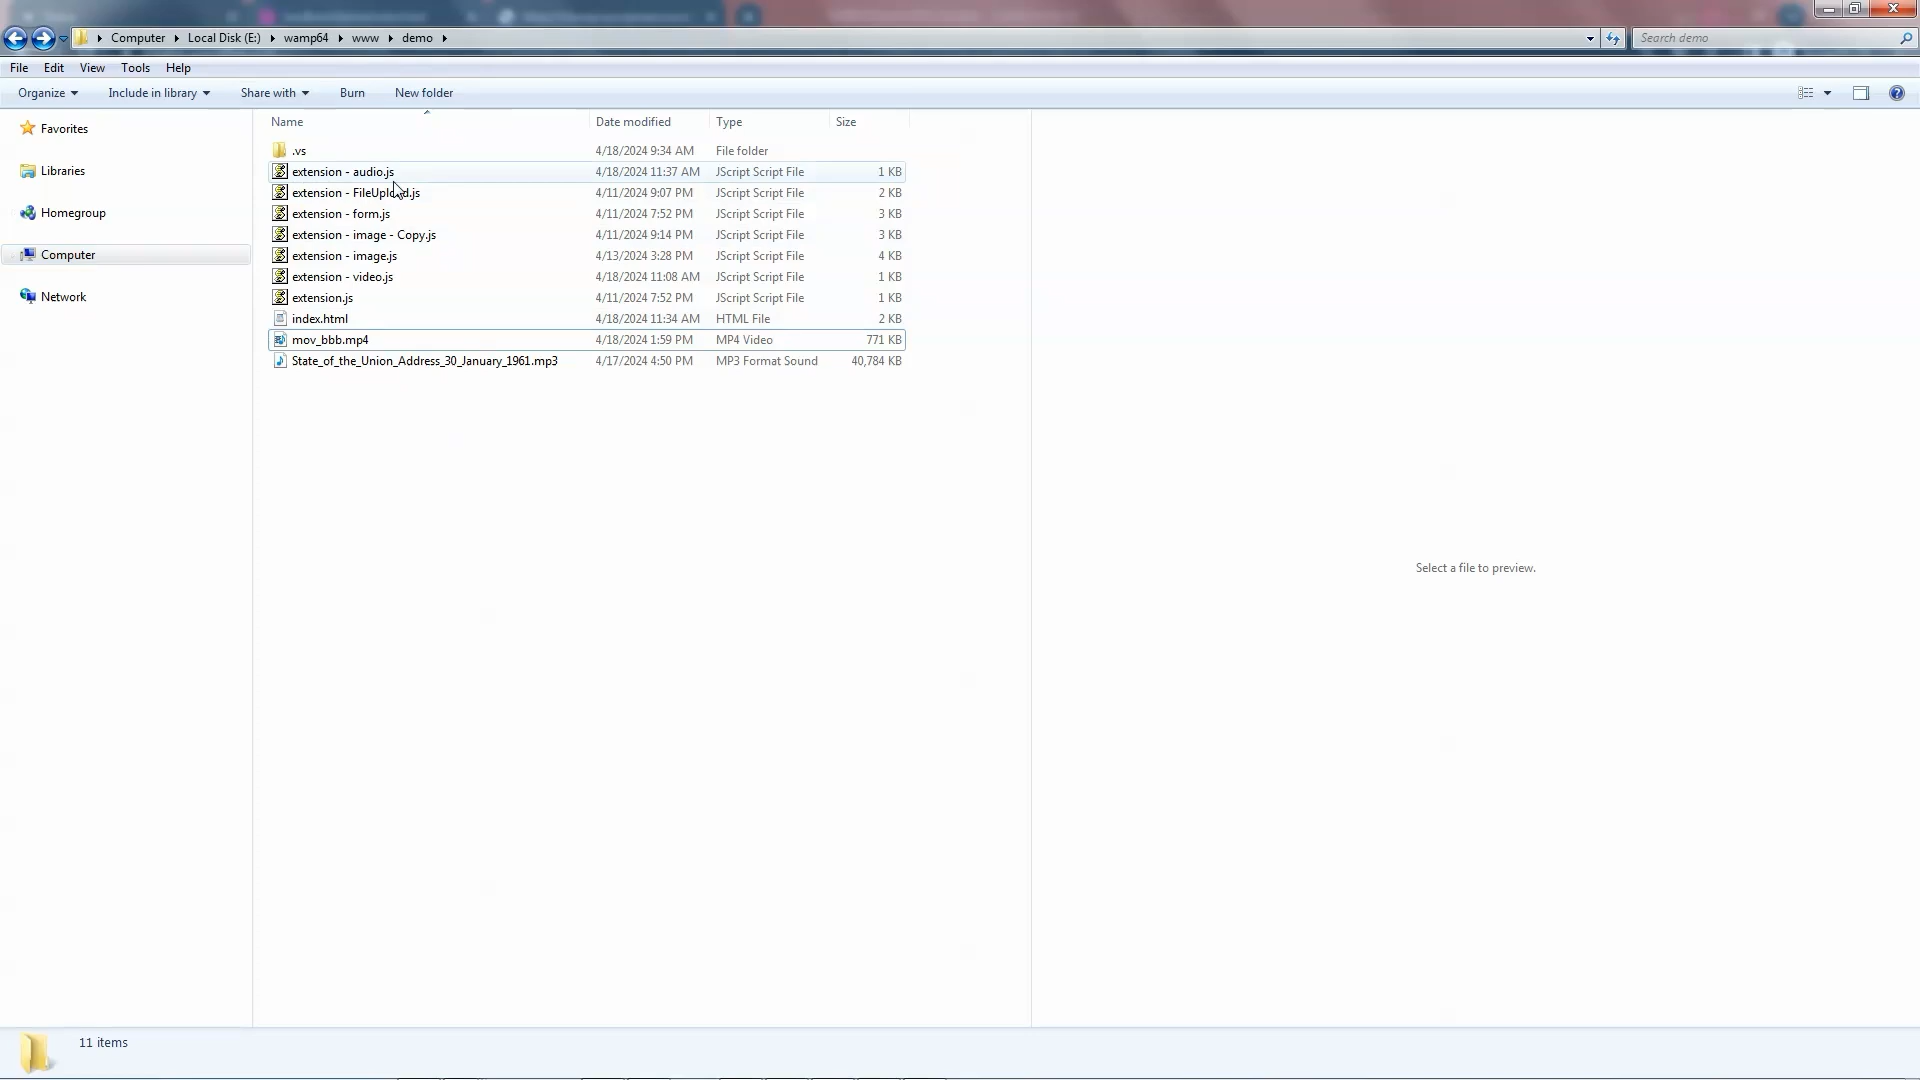 Computer Local Disk (E:) wamp64 www demo
Search demo
File Edit View Tools Help
Organize Include in library Share with Burn New folder
Name Date modified Type Size
Favorites
Libraries
Homegroup
Computer
Network
.vs 4/18/2024 9:34 AM File folder
extension - audio.js 4/18/2024 11:37 AM JScript Script File 1 KB
extension - FileUpload.js 4/11/2024 9:07 PM JScript Script File 2 KB
extension - form.js 4/11/2024 7:52 PM JScript Script File 3 KB
extension - image - Copy.js 4/11/2024 9:14 PM JScript Script File 3 KB
extension - image.js 4/13/2024 3:28 PM JScript Script File 4 KB
extension - video.js 4/18/2024 11:08 AM JScript Script File 1 KB
extension.js 4/11/2024 7:52 PM JScript Script File 1 KB
index.html 4/18/2024 11:34 AM HTML File 2 KB
mov_bbb.mp4 4/18/2024 1:59 PM MP4 Video 771 KB
State_of_the_Union_Address_30_January_1961.mp3 4/17/2024 4:50 PM MP3 Format Sound 40,784 KB
Select a file to preview.
11 items